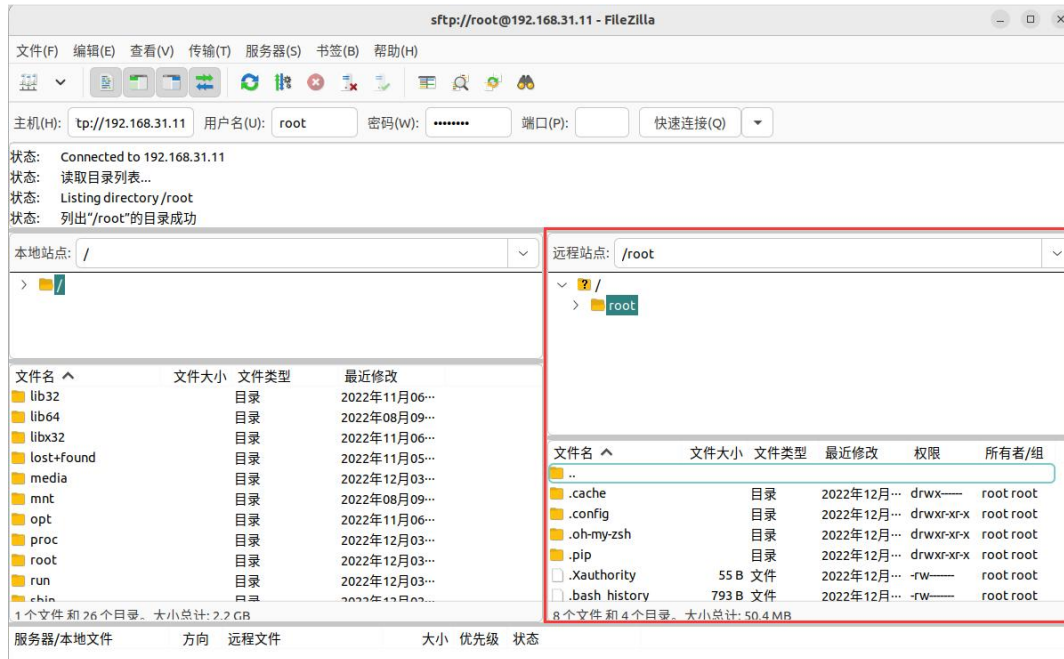 sftp://root@192.168.31.11 - FileZilla
文件(F) 编辑(E) 查看(V) 传输(T) 服务器(S) 书签(B) 帮助(H)
主机(H): tp://192.168.31.11 用户名(U): root 密码(W): •••••••• 端口(P): 快速连接(Q)
状态: Connected to 192.168.31.11
状态: 读取目录列表...
状态: Listing directory /root
状态: 列出"/root"的目录成功
本地站点: /
/
文件名 文件大小 文件类型 最近修改
lib32 目录 2022年11月06···
lib64 目录 2022年08月09···
libx32 目录 2022年11月06···
lost+found 目录 2022年11月05···
media 目录 2022年12月03···
mnt 目录 2022年08月09···
opt 目录 2022年11月06···
proc 目录 2022年12月03···
root 目录 2022年12月03···
run 目录 2022年12月03···
sbin 目录 2022年12月03···
1个文件 和 26个目录。大小总计: 2.2 GB
远程站点: /root
/
root
文件名 文件大小 文件类型 最近修改 权限 所有者/组
..
.cache 目录 2022年12月··· drwx------ root root
.config 目录 2022年12月··· drwxr-xr-x root root
.oh-my-zsh 目录 2022年12月··· drwxr-xr-x root root
.pip 目录 2022年12月··· drwxr-xr-x root root
.Xauthority 55 B 文件 2022年12月··· -rw------- root root
.bash_history 793 B 文件 2022年12月··· -rw------- root root
8个文件 和 4个目录。大小总计: 50.4 MB
服务器/本地文件 方向 远程文件 大小 优先级 状态